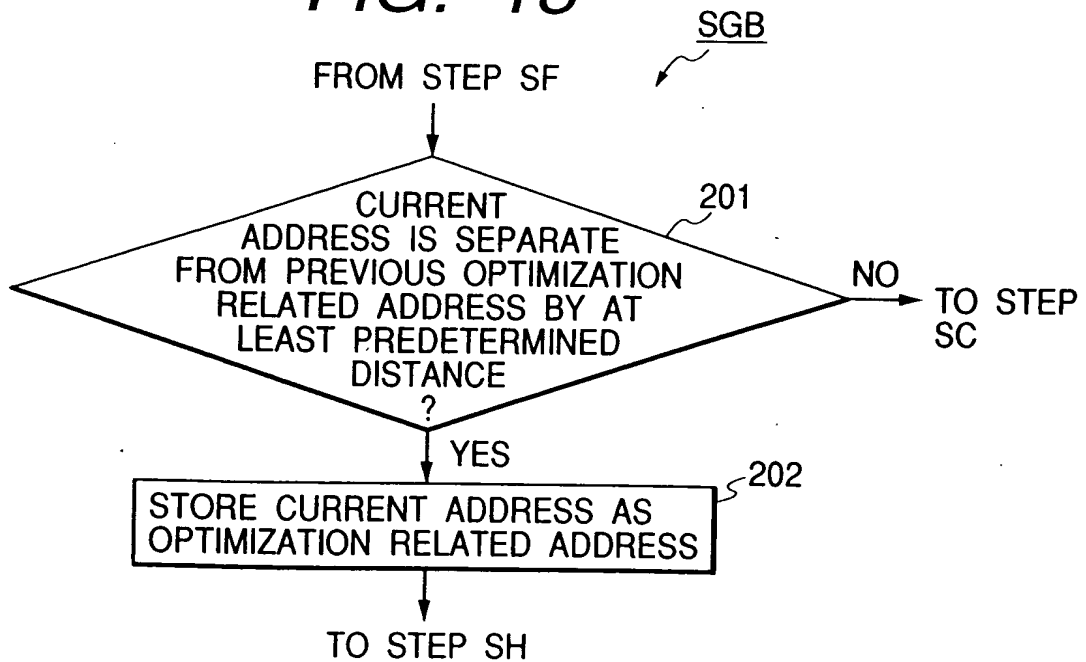 SGB
FROM STEP SF
CURRENT
ADDRESS IS SEPARATE
FROM PREVIOUS OPTIMIZATION
RELATED ADDRESS BY AT
LEAST PREDETERMINED
DISTANCE
?
201
NO
TO STEP
SC
YES
202
STORE CURRENT ADDRESS AS
OPTIMIZATION RELATED ADDRESS
TO STEP SH